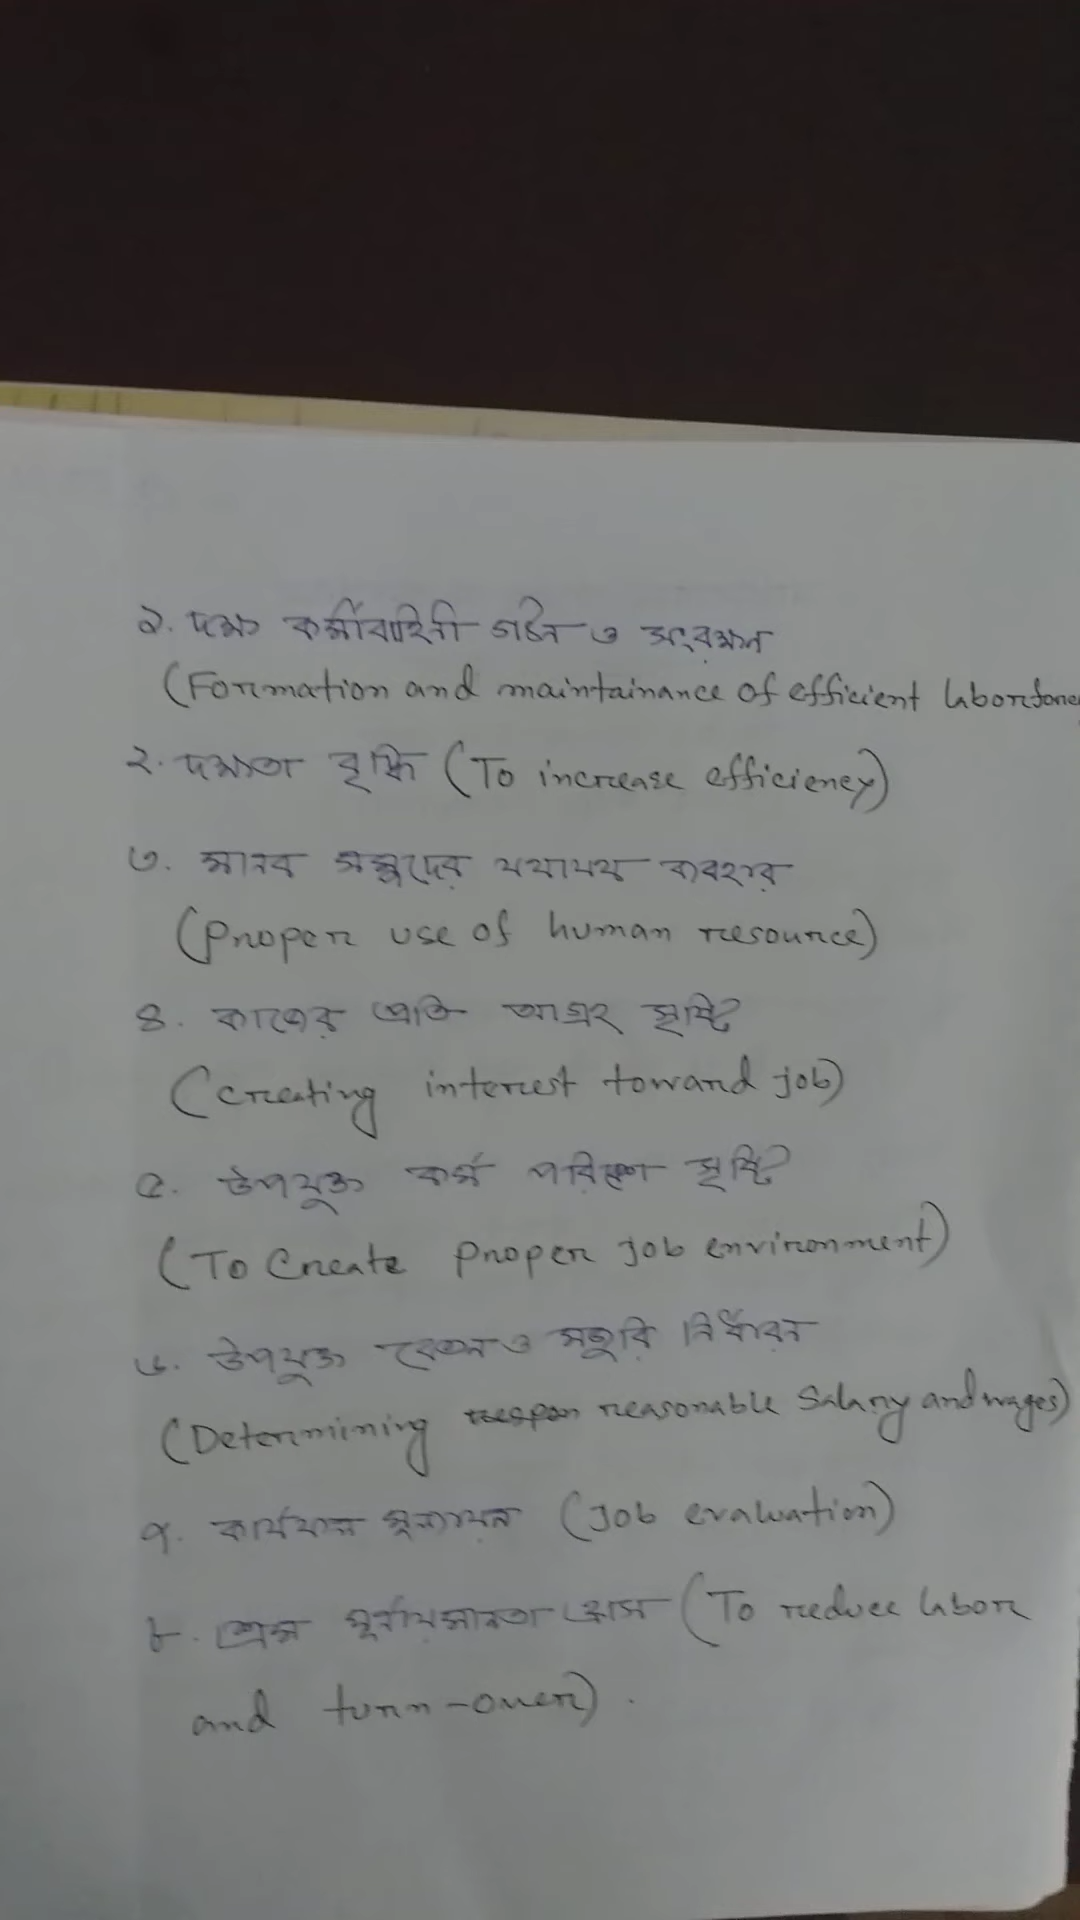 ১. দক্ষ কর্মীবাহিনী গঠন ও সংরক্ষন
(Formation and maintainance of efficient laborforce
২. দক্ষতা বৃদ্ধি (To increase efficiency)
৩. মানব সম্পদের যথাযথ ব্যবহার
(Proper use of human resource)
৪. কাজের প্রতি আগ্রহ সৃষ্টি
(creating interest toward job)
৫. উপযুক্ত কর্ম পরিবেশ সৃষ্টি
(To Create proper job environment)
৬. উপযুক্ত বেতন ও মজুরি নির্ধারন
(Determining reasonable Salary and wages)
৭. কার্যফল মূল্যায়ন (Job evaluation)
৮. শ্রম ঘূর্নায়মানতা হ্রাস (To reduce labor
and turn-over).